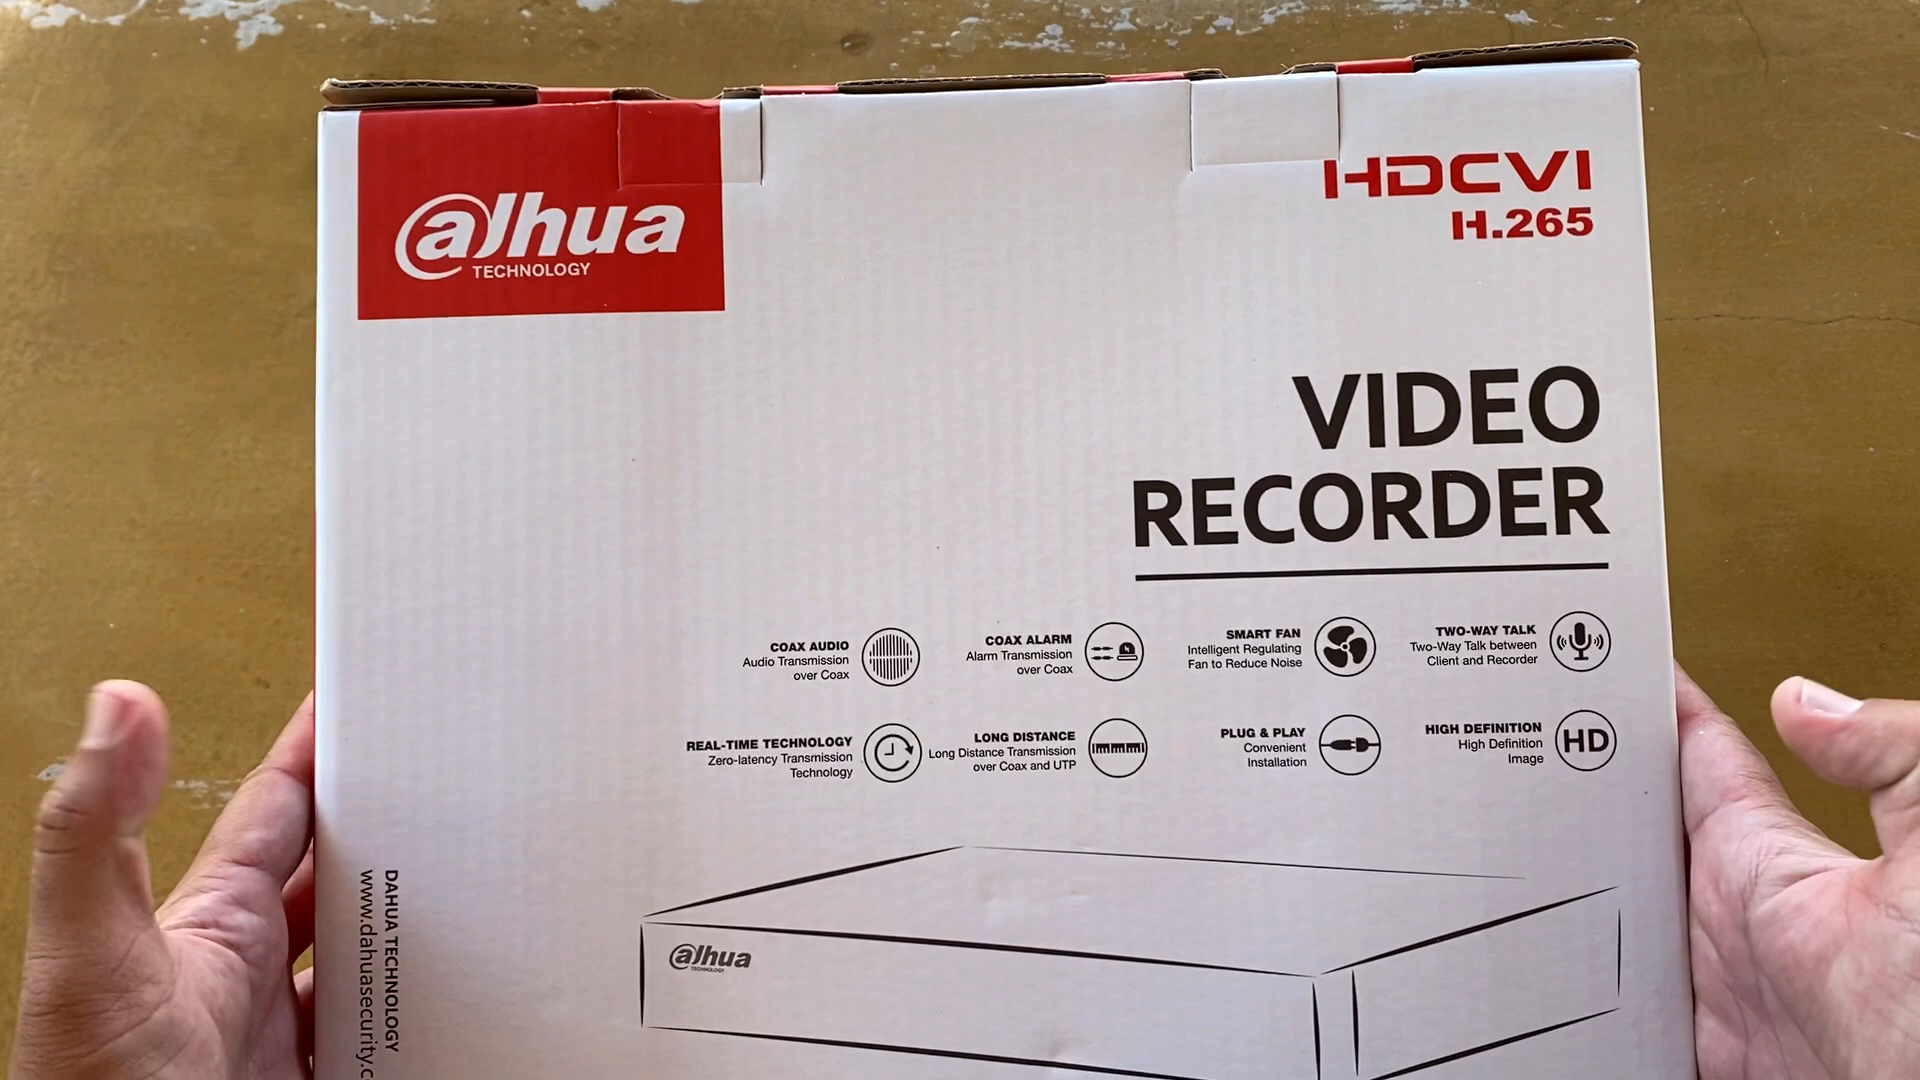 alhua
TECHNOLOGY
HDCVI
H.265
VIDEO
RECORDER
COAX AUDIO
Audio Transmission
over Coax
COAX ALARM
Alarm Transmission
over Coax
SMART FAN
Intelligent Regulating
Fan to Reduce Noise
TWO-WAY TALK
Two-Way Talk between
Client and Recorder
REAL-TIME TECHNOLOGY
Zero-latency Transmission
Technology
LONG DISTANCE
Long Distance Transmission
over Coax and UTP
PLUG & PLAY
Convenient
Installation
HIGH DEFINITION
High Definition
Image
HD
alhua
TECHNOLOGY
DAHUA TECHNOLOGY
www.dahuasecurity.c